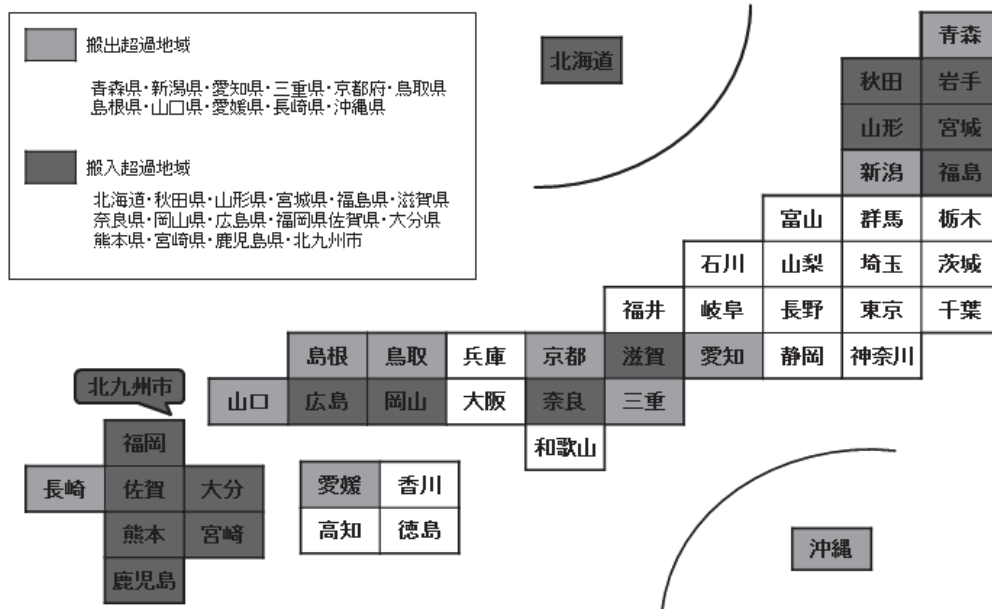 搬出超過地域
青森県・新潟県・愛知県・三重県・京都府・鳥取県
島根県・山口県・愛媛県・長崎県・沖縄県
搬入超過地域
北海道・秋田県・山形県・宮城県・福島県・滋賀県
奈良県・岡山県・広島県・福岡県佐賀県・大分県
熊本県・宮崎県・鹿児島県・北九州市
北海道
青森
秋田 岩手
山形 宮城
新潟 福島
富山 群馬 栃木
石川 山梨 埼玉 茨城
福井 岐阜 長野 東京 千葉
島根 鳥取 兵庫 京都 滋賀 愛知 静岡 神奈川
北九州市
山口 広島 岡山 大阪 奈良 三重
福岡
和歌山
長崎 佐賀 大分
愛媛 香川
熊本 宮崎
高知 徳島
沖縄
鹿児島